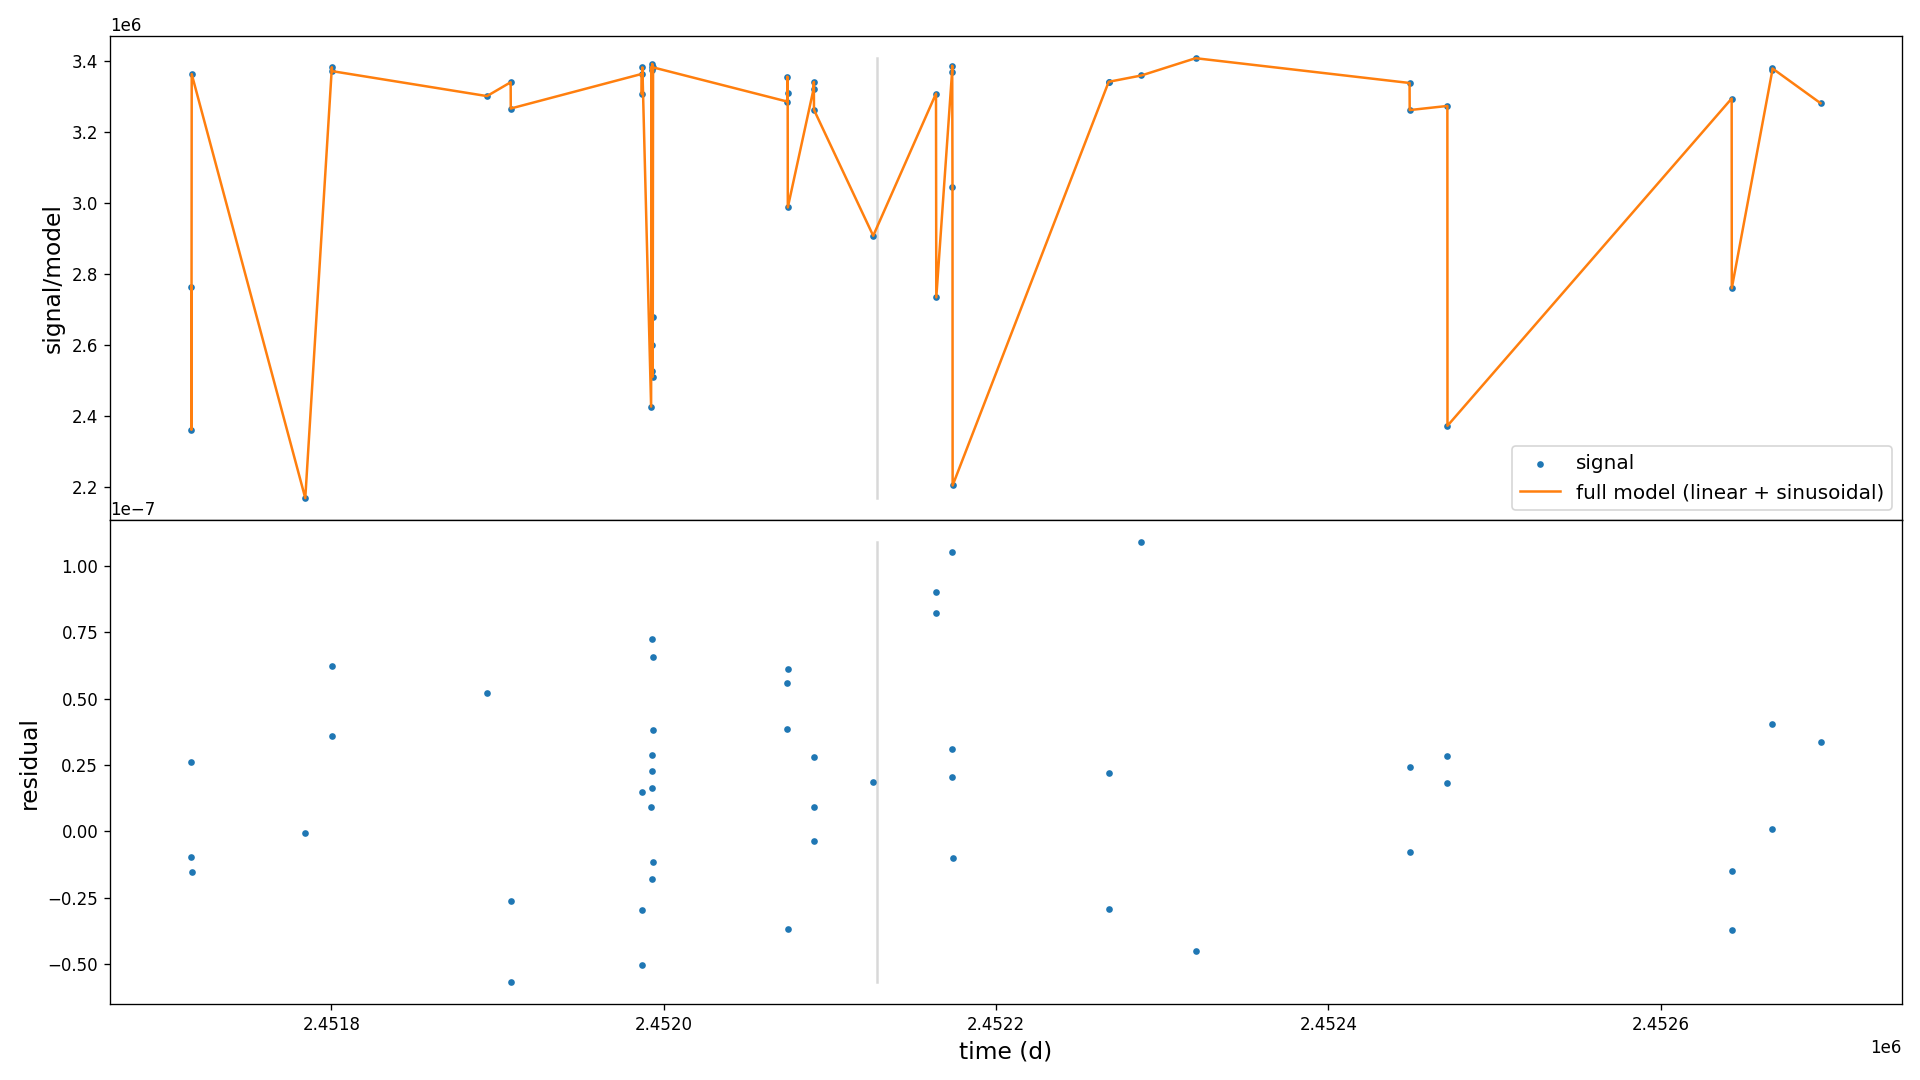 1e6
3.4
3.2
3.0
2.8
2.6
2.4
2.2
signal/model
signal
full model (linear + sinusoidal)
1e−7
1.00
0.75
0.50
0.25
0.00
−0.25
−0.50
residual
2.4518
2.4520
2.4522
2.4524
2.4526
time (d)
1e6